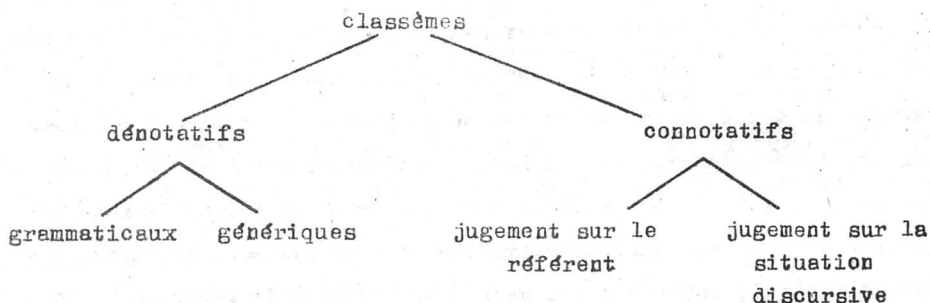 classèmes
dénotatifs connotatifs
grammaticaux génériques jugement sur le jugement sur la
référent situation
discursive